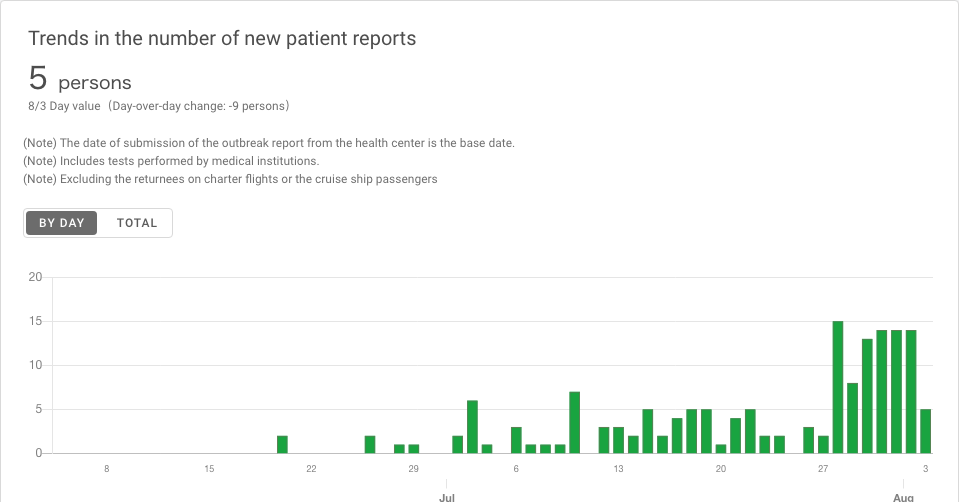 Trends in the number of new patient reports
5 persons
8/3 Day value（Day-over-day change: -9 persons）
(Note) The date of submission of the outbreak report from the health center is the base date.
(Note) Includes tests performed by medical institutions.
(Note) Excluding the returnees on charter flights or the cruise ship passengers
BY DAY TOTAL
20
15
10
5
0
8 15 22 29 6 13 20 27 3
Jul Aug